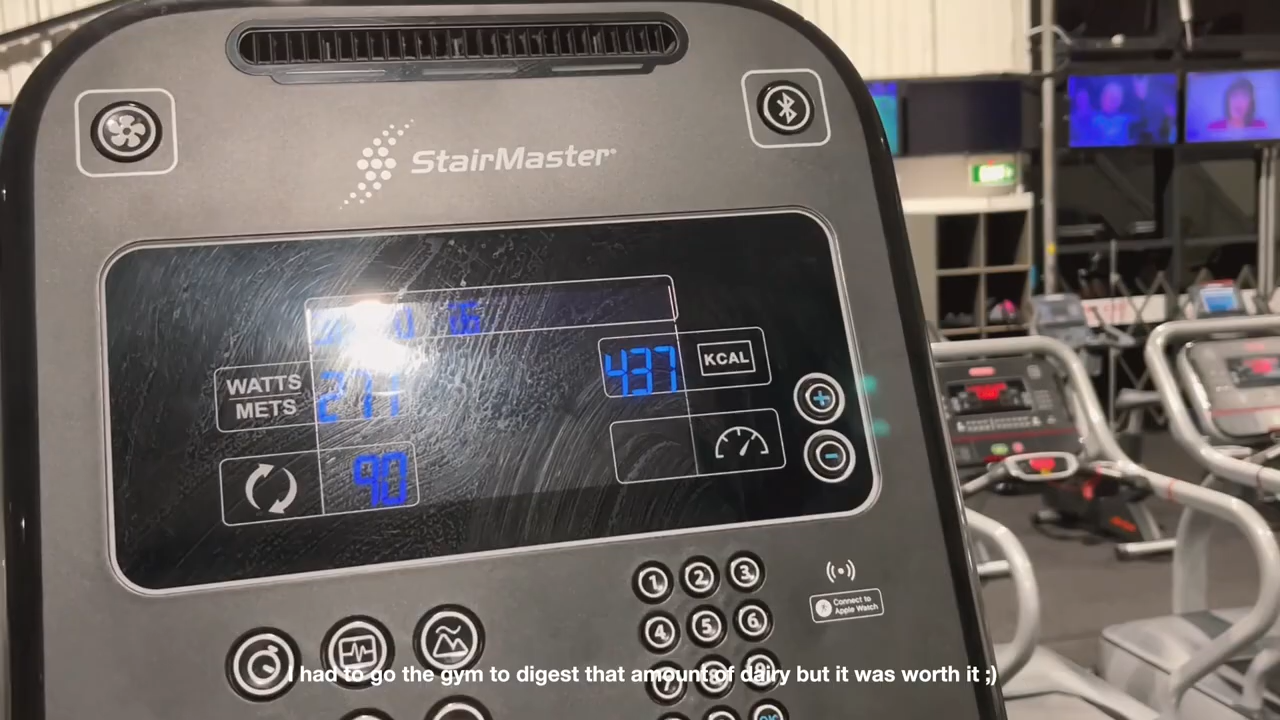 StairMaster
WATTS
METS
271
437
KCAL
90
+
-
1
2
3
4
5
6
7
Connect to
Apple Watch
I had to go the gym to digest that amount of dairy but it was worth it ;)